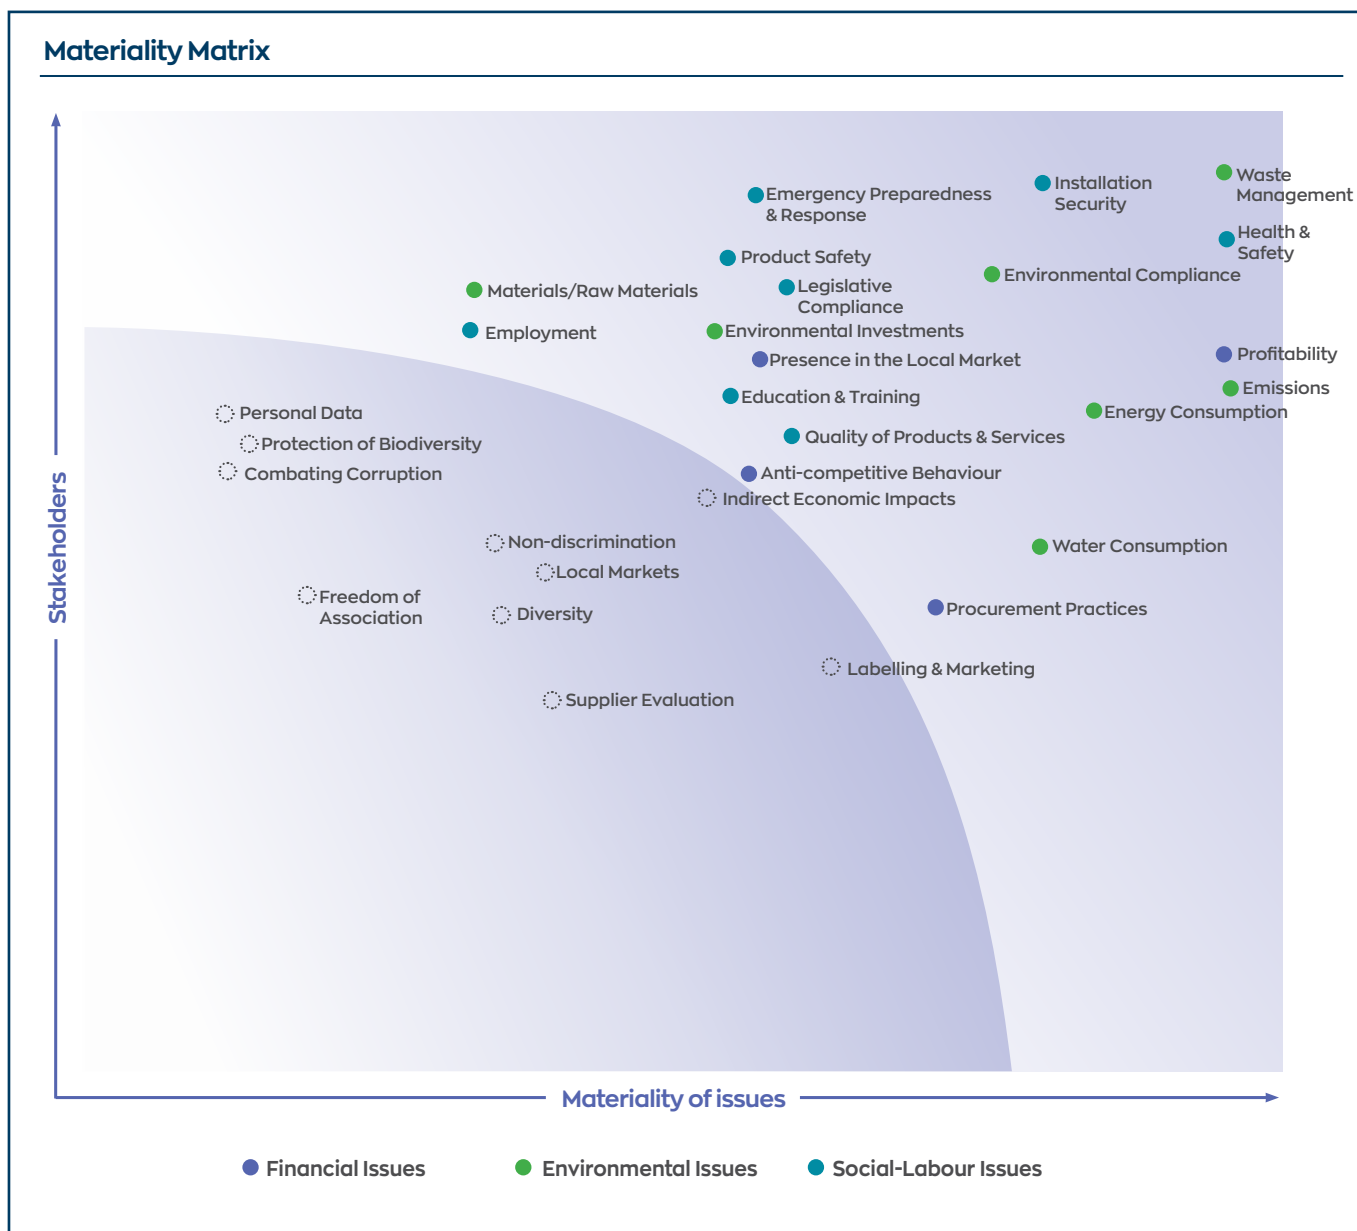 Materiality Matrix
Stakeholders
Emergency Preparedness
& Response
Installation
Security
Waste
Management
Health &
Safety
Product Safety
Environmental Compliance
Legislative
Compliance
Materials/Raw Materials
Employment
Environmental Investments
Presence in the Local Market
Profitability
Emissions
Education & Training
Energy Consumption
Personal Data
Quality of Products & Services
Protection of Biodiversity
Combating Corruption
Anti-competitive Behaviour
Indirect Economic Impacts
Non-discrimination
Water Consumption
Local Markets
Freedom of
Association
Diversity
Procurement Practices
Labelling & Marketing
Supplier Evaluation
Materiality of issues
Financial Issues
Environmental Issues
Social-Labour Issues